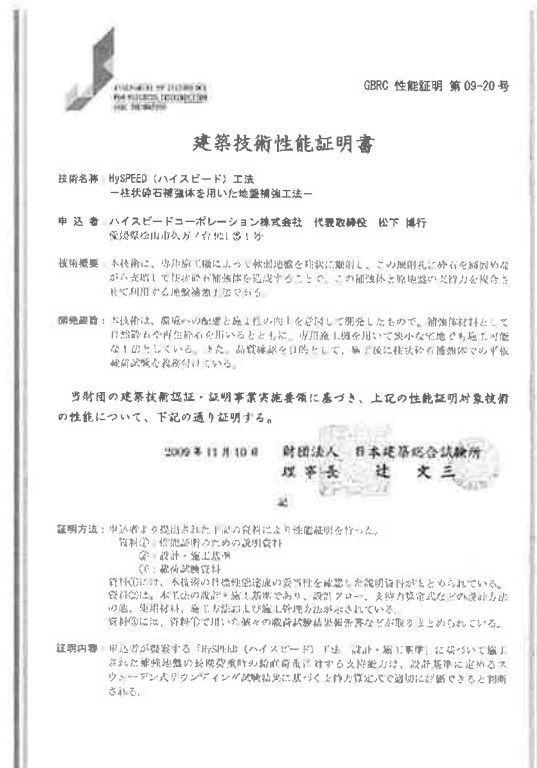 GBRC 性能証明 第 09-20 号
建築技術性能証明書
技術名称：HySPEED（ハイスピード）工法
－柱状砕石補強体を用いた地盤補強工法－
申 込 者：ハイスピードコーポレーション株式会社　代表取締役　松下 博行
愛媛県松山市久万ノ台
技術概要：本技術は、専用施工機によって軟弱地盤を柱状に掘削し、この掘削孔に砕石を締固めな
がら充填して柱状砕石補強体を造成することで、この補強体と原地盤の支持力を複合さ
せて利用する地盤補強工法である。
開発趣旨：本技術は、環境への配慮と施工性の向上を意図して開発したもので、補強体材料として
自然砕石や再生砕石を用いるとともに、専用施工機を用いて狭小な宅地でも施工可能
な工法としている。また、品質確認を目的として、施工後に柱状砕石補強体での平板
載荷試験を義務付けている。
当財団の建築技術認証・証明事業実施要領に基づき、上記の性能証明対象技術
の性能について、下記の通り証明する。
2009年11月10日　財団法人　日本建築総合試験所
理 事 長　辻　文 三
記
証明方法：申込者より提出された下記の資料により性能証明を行った。
資料①：性能証明のための説明資料
②：設計・施工基準
③：載荷試験資料
資料①には、本技術の目標性能達成の妥当性を確認した説明資料がまとめられている。
資料②は、本工法の設計・施工基準であり、設計フロー、支持力算定式などの設計方法
の他、使用材料、施工方法および施工管理方法が示されている。
資料③には、資料①で用いた個々の載荷試験結果報告書などが取りまとめられている。
証明内容：申込者が提案する「HySPEED（ハイスピード）工法　設計・施工基準」に基づいて施工
された補強地盤の長期荷重時の鉛直荷重に対する支持能力は、設計基準に定めるス
ウェーデン式サウンディング試験結果に基づく支持力算定式で適切に評価できると判断
される。